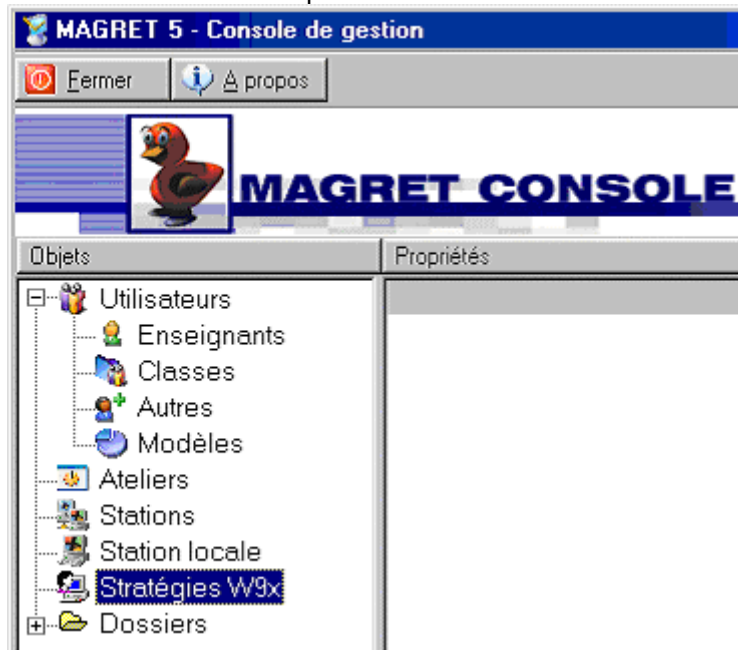 MAGRET 5 - Console de gestion
Fermer A propos
MAGRET CONSOLE
Objets Propriétés
Utilisateurs
Enseignants
Classes
Autres
Modèles
Ateliers
Stations
Station locale
Stratégies W9x
Dossiers